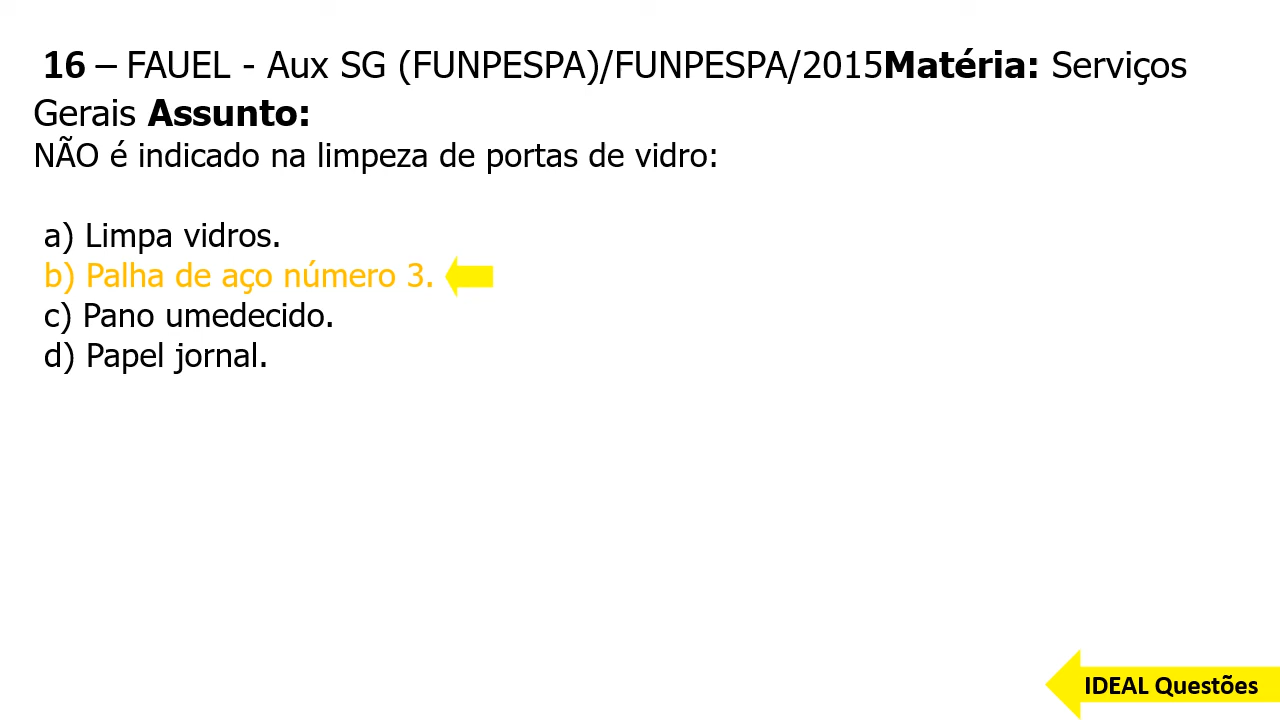 16 – FAUEL - Aux SG (FUNPESPA)/FUNPESPA/2015Matéria: Serviços
Gerais Assunto:
NÃO é indicado na limpeza de portas de vidro:
a) Limpa vidros.
b) Palha de aço número 3.
c) Pano umedecido.
d) Papel jornal.
IDEAL Questões